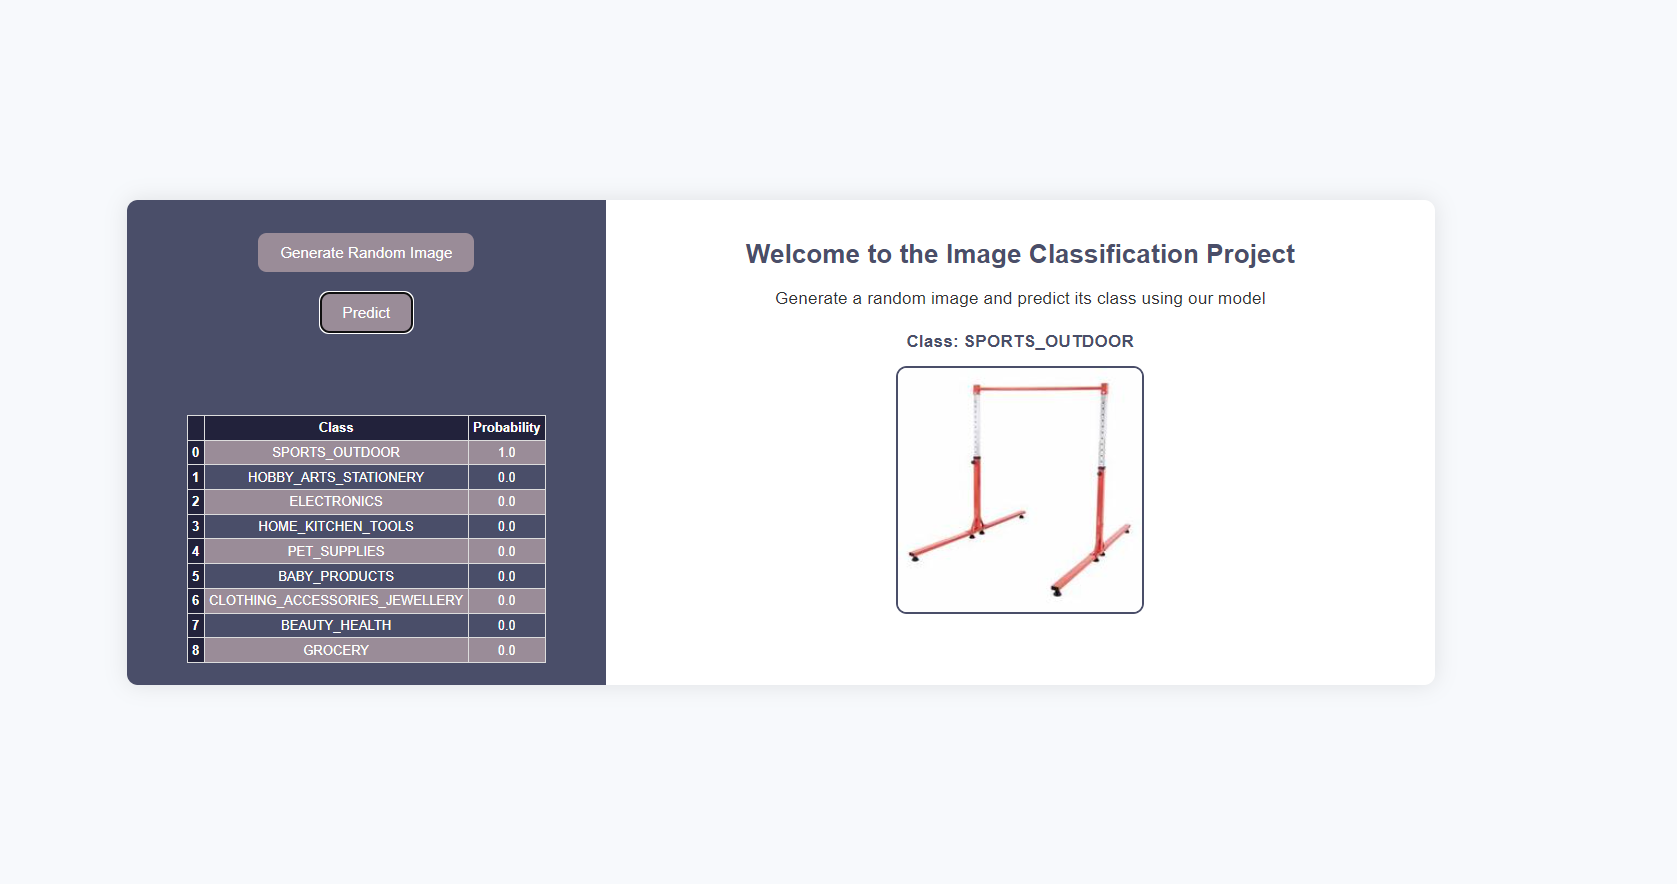 Generate Random Image
Predict
Class Probability
0 SPORTS_OUTDOOR 1.0
1 HOBBY_ARTS_STATIONERY 0.0
2 ELECTRONICS 0.0
3 HOME_KITCHEN_TOOLS 0.0
4 PET_SUPPLIES 0.0
5 BABY_PRODUCTS 0.0
6 CLOTHING_ACCESSORIES_JEWELLERY 0.0
7 BEAUTY_HEALTH 0.0
8 GROCERY 0.0
Welcome to the Image Classification Project
Generate a random image and predict its class using our model
Class: SPORTS_OUTDOOR